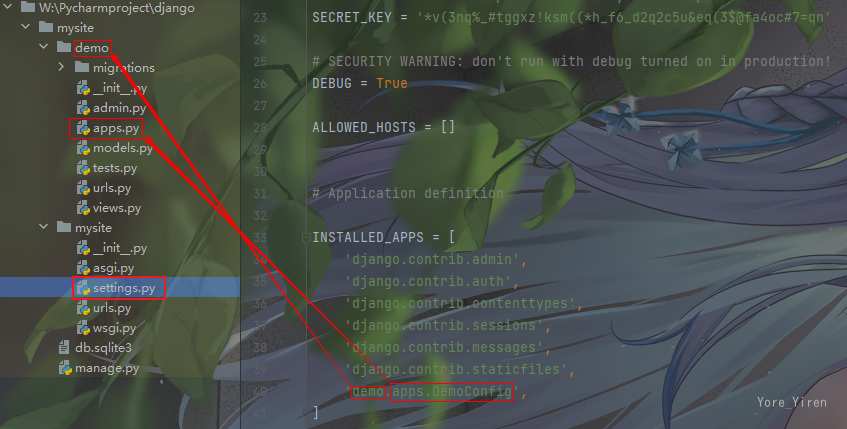 W:\Pycharmproject\django
mysite
demo
migrations
__init__.py
admin.py
apps.py
models.py
tests.py
urls.py
views.py
mysite
__init__.py
asgi.py
settings.py
urls.py
wsgi.py
db.sqlite3
manage.py
23 SECRET_KEY = '*v(3nq%_#tggxz!ksm((*h_f6_d2q2c5u&eq(3$@fa4oc#7=qn'
24
25 # SECURITY WARNING: don't run with debug turned on in production!
26 DEBUG = True
27
28 ALLOWED_HOSTS = []
29
30
31 # Application definition
32
33 INSTALLED_APPS = [
34 'django.contrib.admin',
35 'django.contrib.auth',
36 'django.contrib.contenttypes',
37 'django.contrib.sessions',
38 'django.contrib.messages',
39 'django.contrib.staticfiles',
40 'demo.apps.DemoConfig',
41 ]
Yore_Yiren